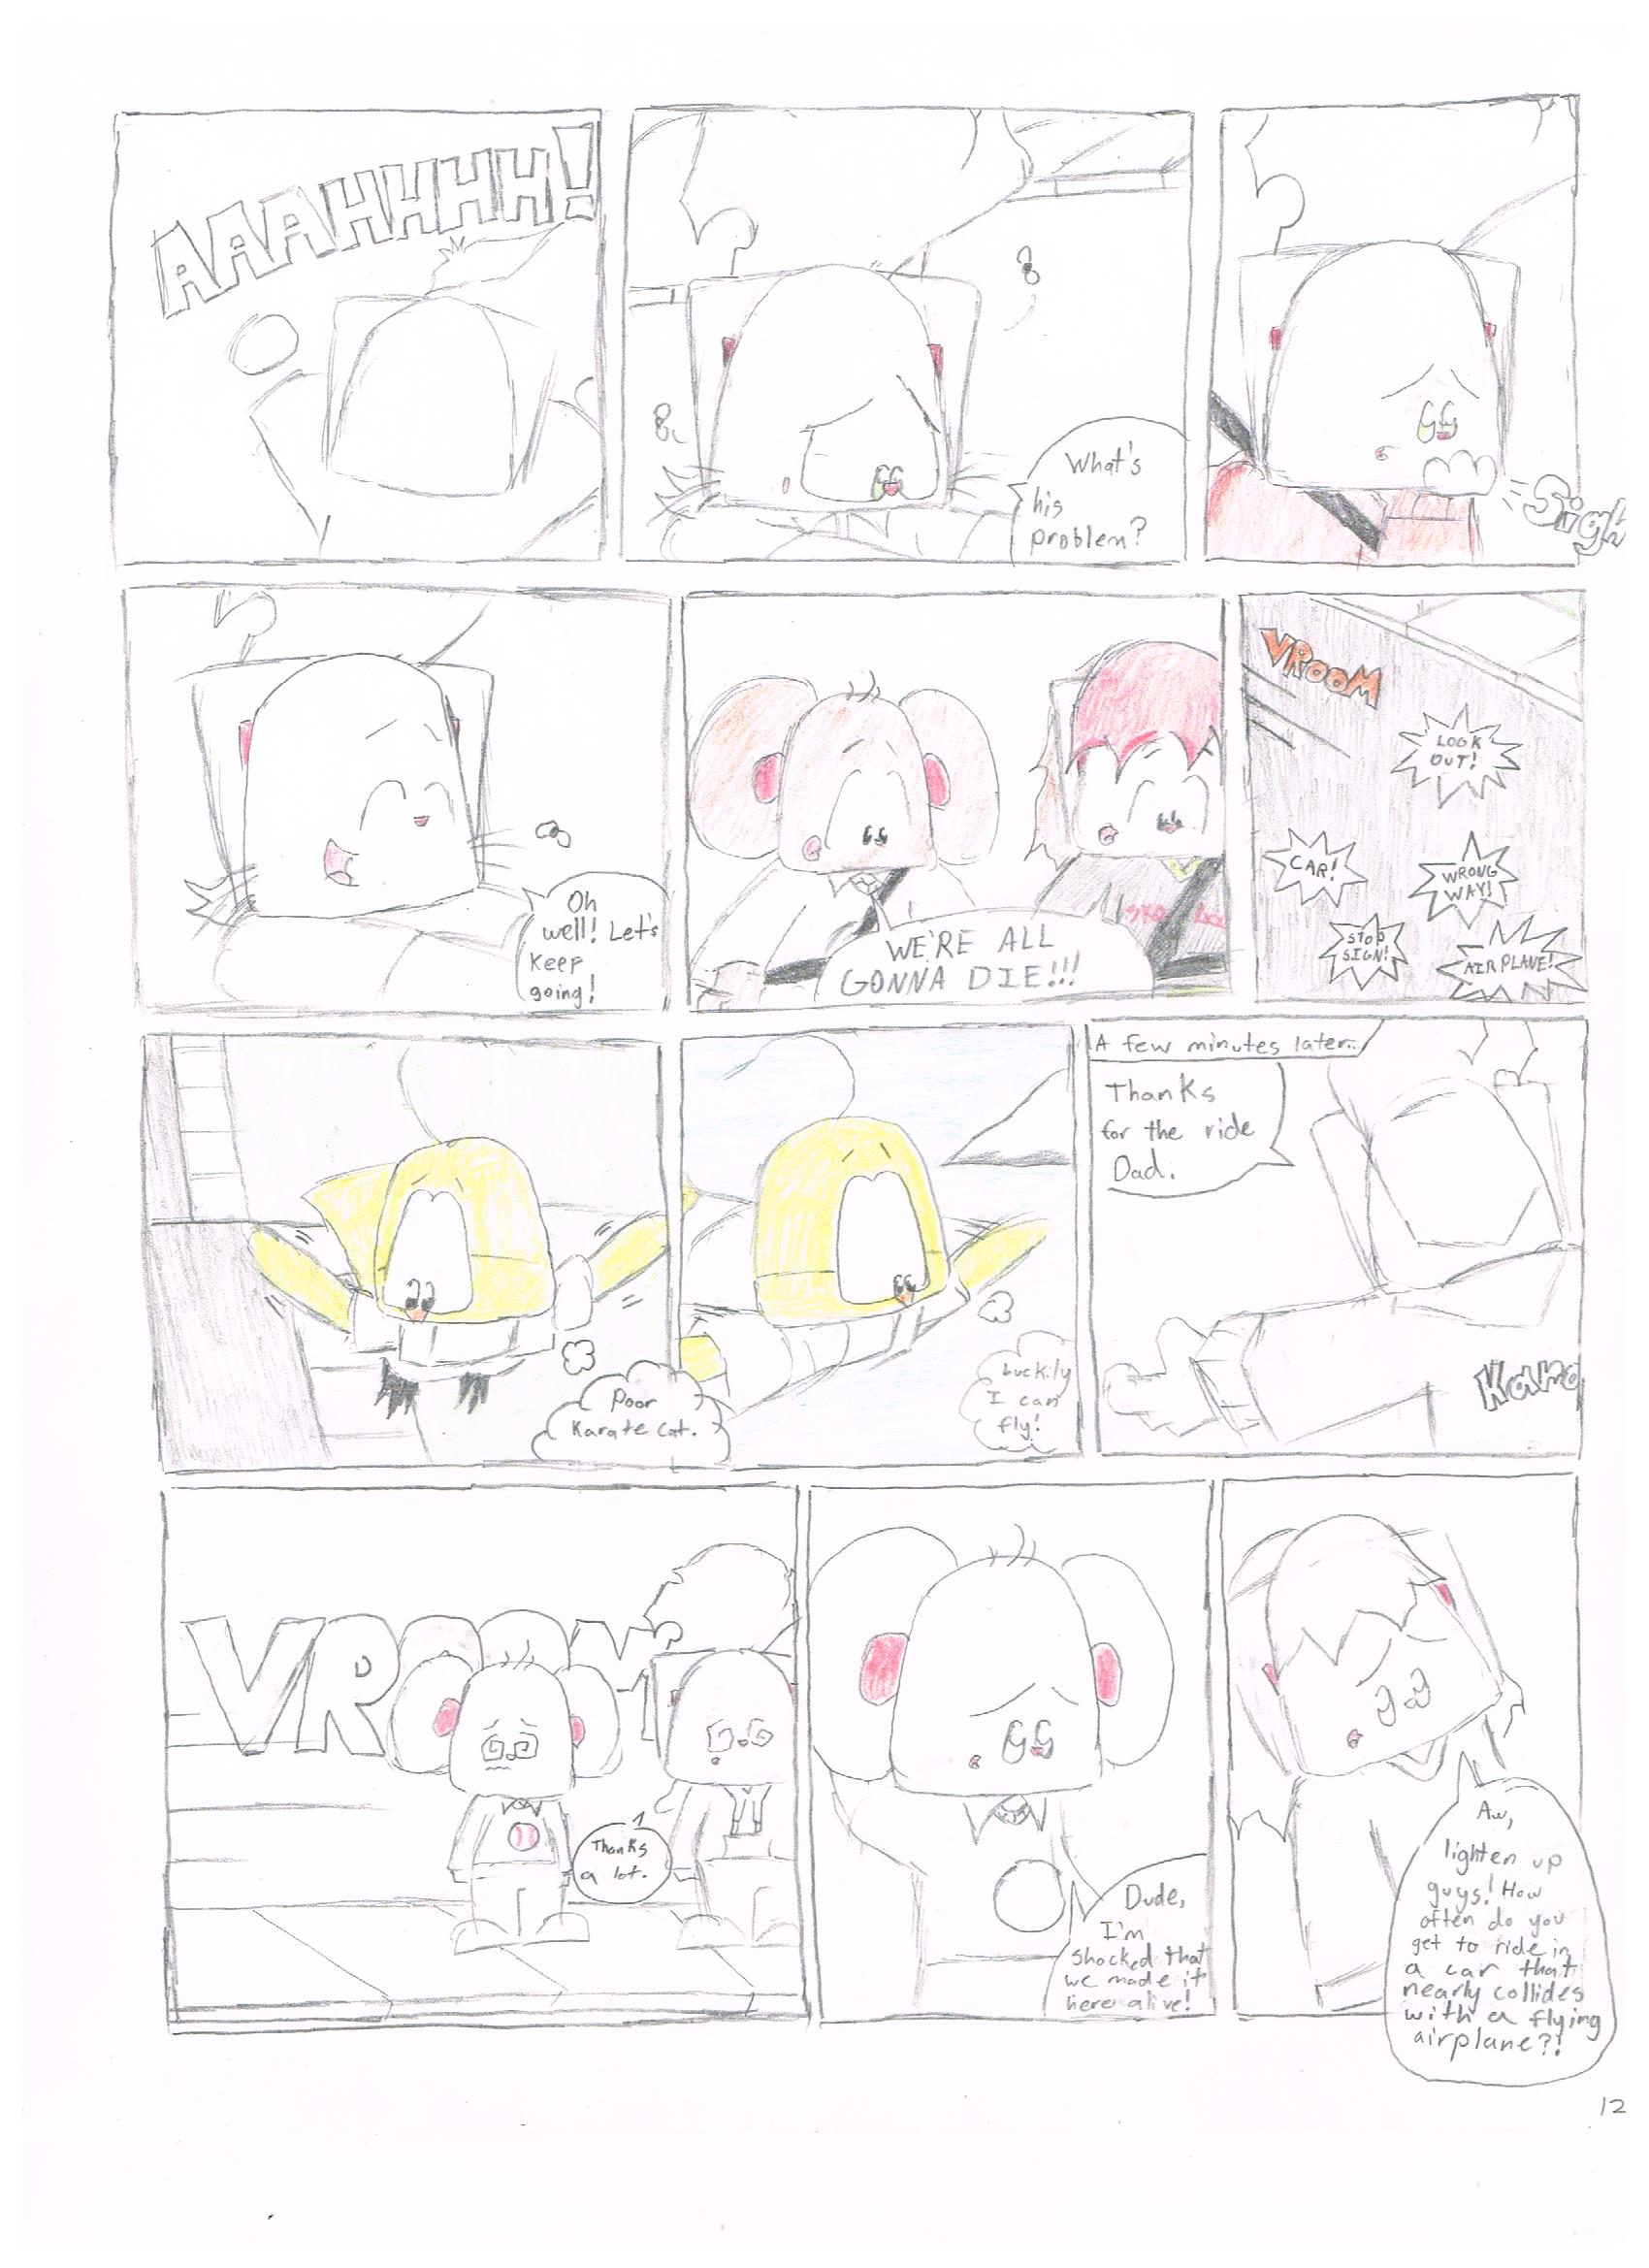 AAAHHHHH!
What's
his
problem?
Sigh
Oh
well! Let's
keep
going!
WE'RE ALL
GONNA DIE!!!
VROOM
LOOK
OUT!
CAR!
WRONG
WAY!
STOP
SIGN!
AIRPLANE!
Poor
Karate Cat.
Luckily
I can
fly!
A few minutes later...
Thanks
for the ride
Dad.
VROOM
Thanks
a lot.
Dude,
I'm
shocked that
we made it
here alive!
Aw,
lighten up
guys! How
often do you
get to ride in
a car that
nearly collides
with a flying
airplane?!
12